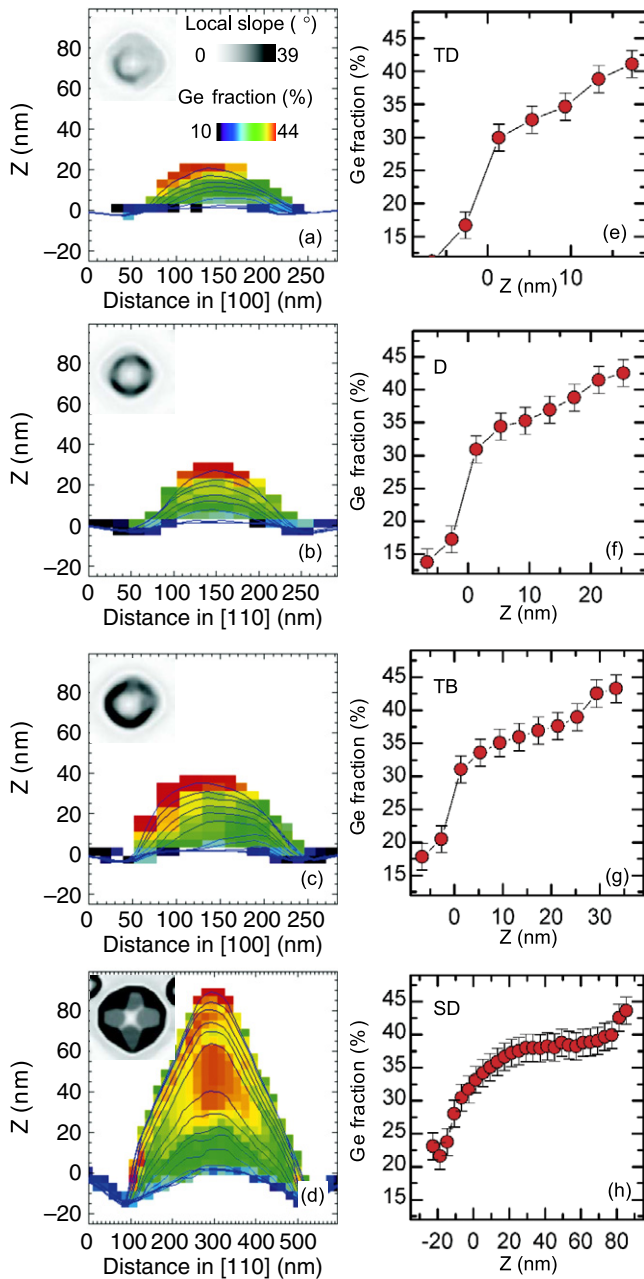 Local slope (°)
0 39
Ge fraction (%)
10 44
80
60
40
20
0
−20
Z (nm)
(a)
0 50 100 150 200 250
Distance in [100] (nm)
TD
40
35
30
25
20
15
Ge fraction (%)
(e)
0 10
Z (nm)
80
60
40
20
0
−20
Z (nm)
(b)
0 50 100 150 200 250
Distance in [110] (nm)
D
45
40
35
30
25
20
15
Ge fraction (%)
(f)
0 10 20
Z (nm)
80
60
40
20
0
−20
Z (nm)
(c)
0 50 100 150 200 250
Distance in [100] (nm)
TB
45
40
35
30
25
20
15
Ge fraction (%)
(g)
0 10 20 30
Z (nm)
80
60
40
20
0
−20
Z (nm)
(d)
0 100 200 300 400 500
Distance in [110] (nm)
SD
45
40
35
30
25
20
15
Ge fraction (%)
(h)
-20 0 20 40 60 80
Z (nm)